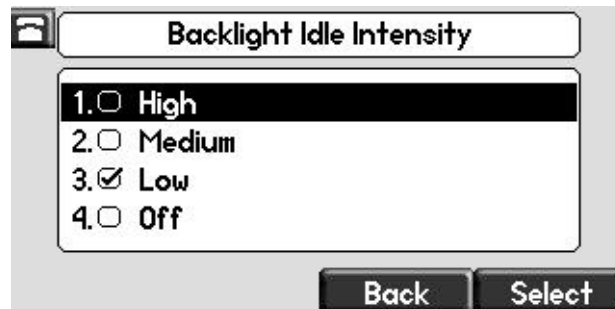 Backlight Idle Intensity
1. High
2. Medium
3. Low
4. Off
Back Select